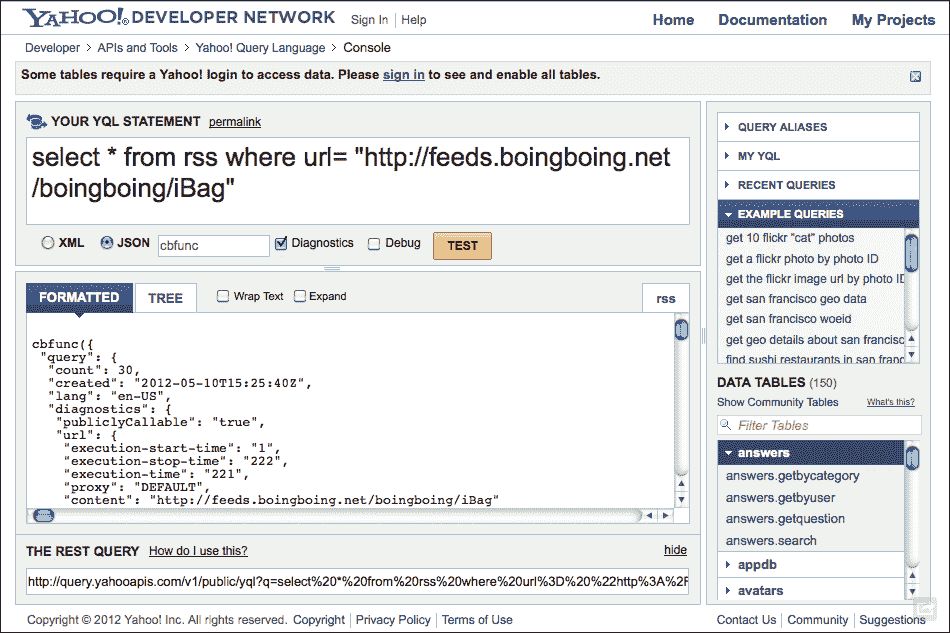 YAHOO! DEVELOPER NETWORK Sign In | Help Home Documentation My Projects
Developer > APIs and Tools > Yahoo! Query Language > Console
Some tables require a Yahoo! login to access data. Please sign in to see and enable all tables.
YOUR YQL STATEMENT permalink
select * from rss where url= "http://feeds.boingboing.net
/boingboing/iBag"
XML JSON cbfunc Diagnostics Debug TEST
FORMATTED TREE Wrap Text Expand rss
cbfunc({
"query": {
"count": 30,
"created": "2012-05-10T15:25:40Z",
"lang": "en-US",
"diagnostics": {
"publiclyCallable": "true",
"url": {
"execution-start-time": "1",
"execution-stop-time": "222",
"execution-time": "221",
"proxy": "DEFAULT",
"content": "http://feeds.boingboing.net/boingboing/iBag"
THE REST QUERY How do I use this? hide
http://query.yahooapis.com/v1/public/yql?q=select%20*%20from%20rss%20where%20url%3D%20%22http%3A%2F
QUERY ALIASES
MY YQL
RECENT QUERIES
EXAMPLE QUERIES
get 10 flickr "cat" photos
get a flickr photo by photo ID
get the flickr image url by photo ID
get san francisco geo data
get san francisco woeid
get geo details about san francisc
find sushi restaurants in san franc
DATA TABLES (150)
Show Community Tables What's this?
Filter Tables
answers
answers.getbycategory
answers.getbyuser
answers.getquestion
answers.search
appdb
avatars
Copyright © 2012 Yahoo! Inc. All rights reserved. Copyright | Privacy Policy | Terms of Use Contact Us | Community | Suggestions